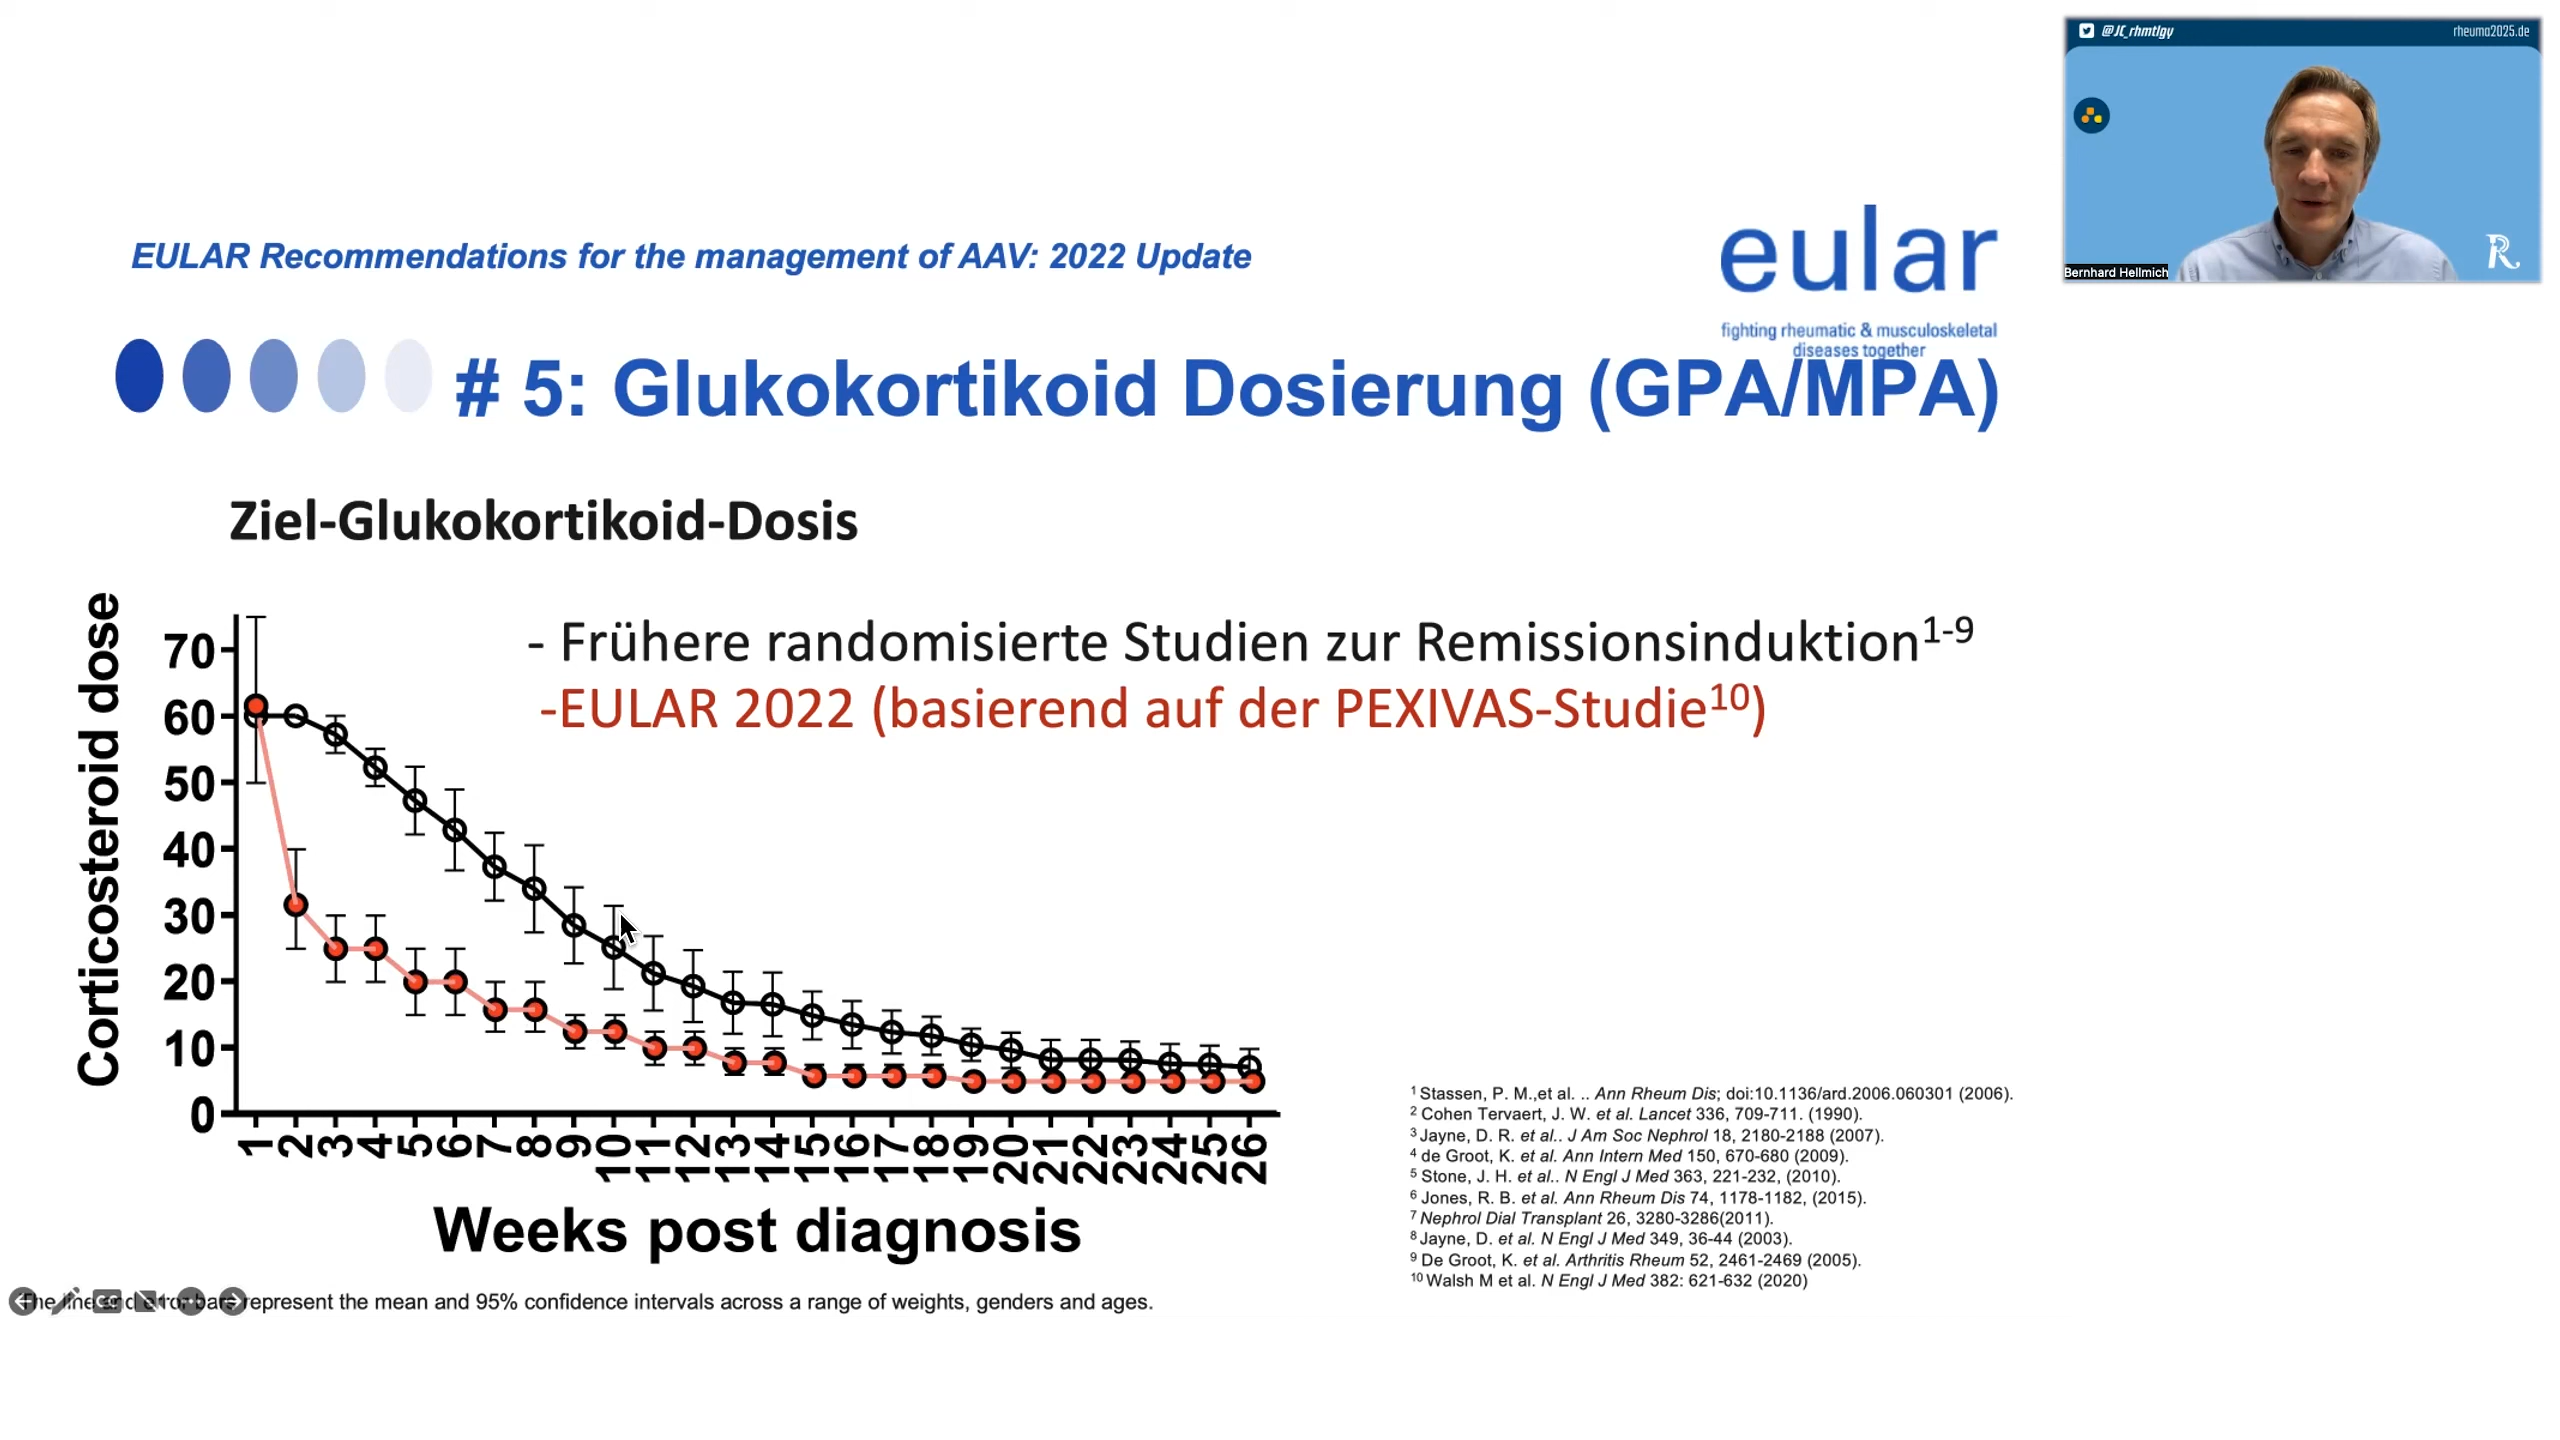 @JC_rhmtlgy
rheuma2025.de
Bernhard Hellmich
R
EULAR Recommendations for the management of AAV: 2022 Update
eular
fighting rheumatic & musculoskeletal
diseases together
# 5: Glukokortikoid Dosierung (GPA/MPA)
Ziel-Glukokortikoid-Dosis
- Frühere randomisierte Studien zur Remissionsinduktion1-9
-EULAR 2022 (basierend auf der PEXIVAS-Studie10)
Corticosteroid dose
70
60
50
40
30
20
10
0
1 2 3 4 5 6 7 8 9 10 11 12 13 14 15 16 17 18 19 20 21 22 23 24 25 26
Weeks post diagnosis
1 Stassen, P. M.,et al. .. Ann Rheum Dis; doi:10.1136/ard.2006.060301 (2006).
2 Cohen Tervaert, J. W. et al. Lancet 336, 709-711. (1990).
3 Jayne, D. R. et al.. J Am Soc Nephrol 18, 2180-2188 (2007).
4 de Groot, K. et al. Ann Intern Med 150, 670-680 (2009).
5 Stone, J. H. et al.. N Engl J Med 363, 221-232, (2010).
6 Jones, R. B. et al. Ann Rheum Dis 74, 1178-1182, (2015).
7 Nephrol Dial Transplant 26, 3280-3286(2011).
8 Jayne, D. et al. N Engl J Med 349, 36-44 (2003).
9 De Groot, K. et al. Arthritis Rheum 52, 2461-2469 (2005).
10 Walsh M et al. N Engl J Med 382: 621-632 (2020)
The line and error bars represent the mean and 95% confidence intervals across a range of weights, genders and ages.